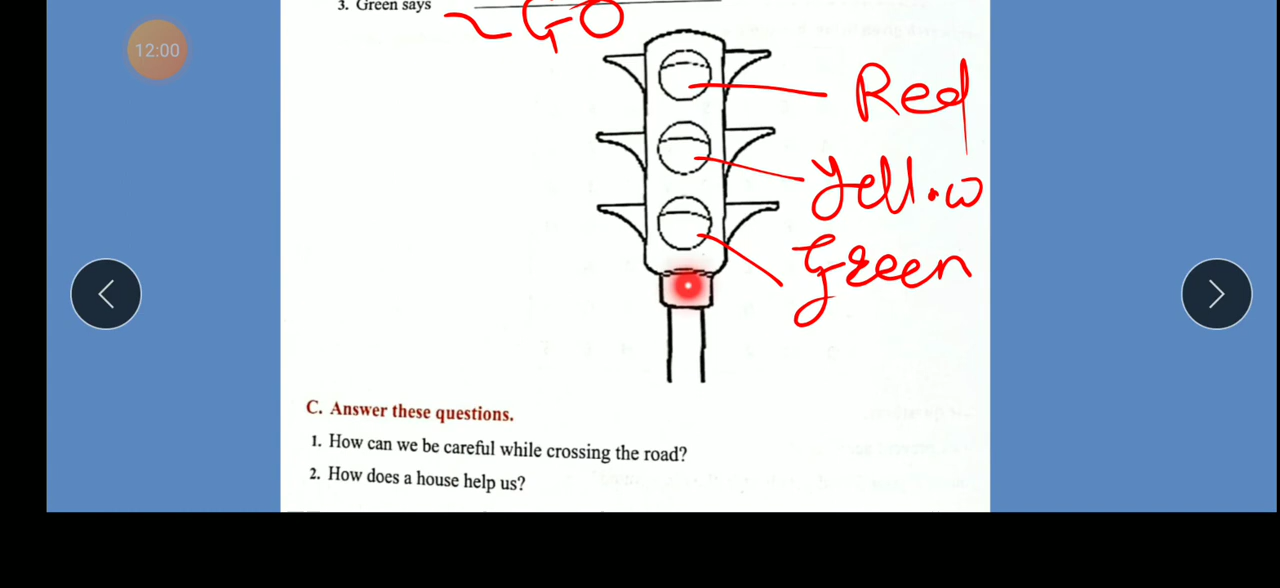 3. Green says
GO
12:00
Red
Yellow
Green
C. Answer these questions.
1. How can we be careful while crossing the road?
2. How does a house help us?